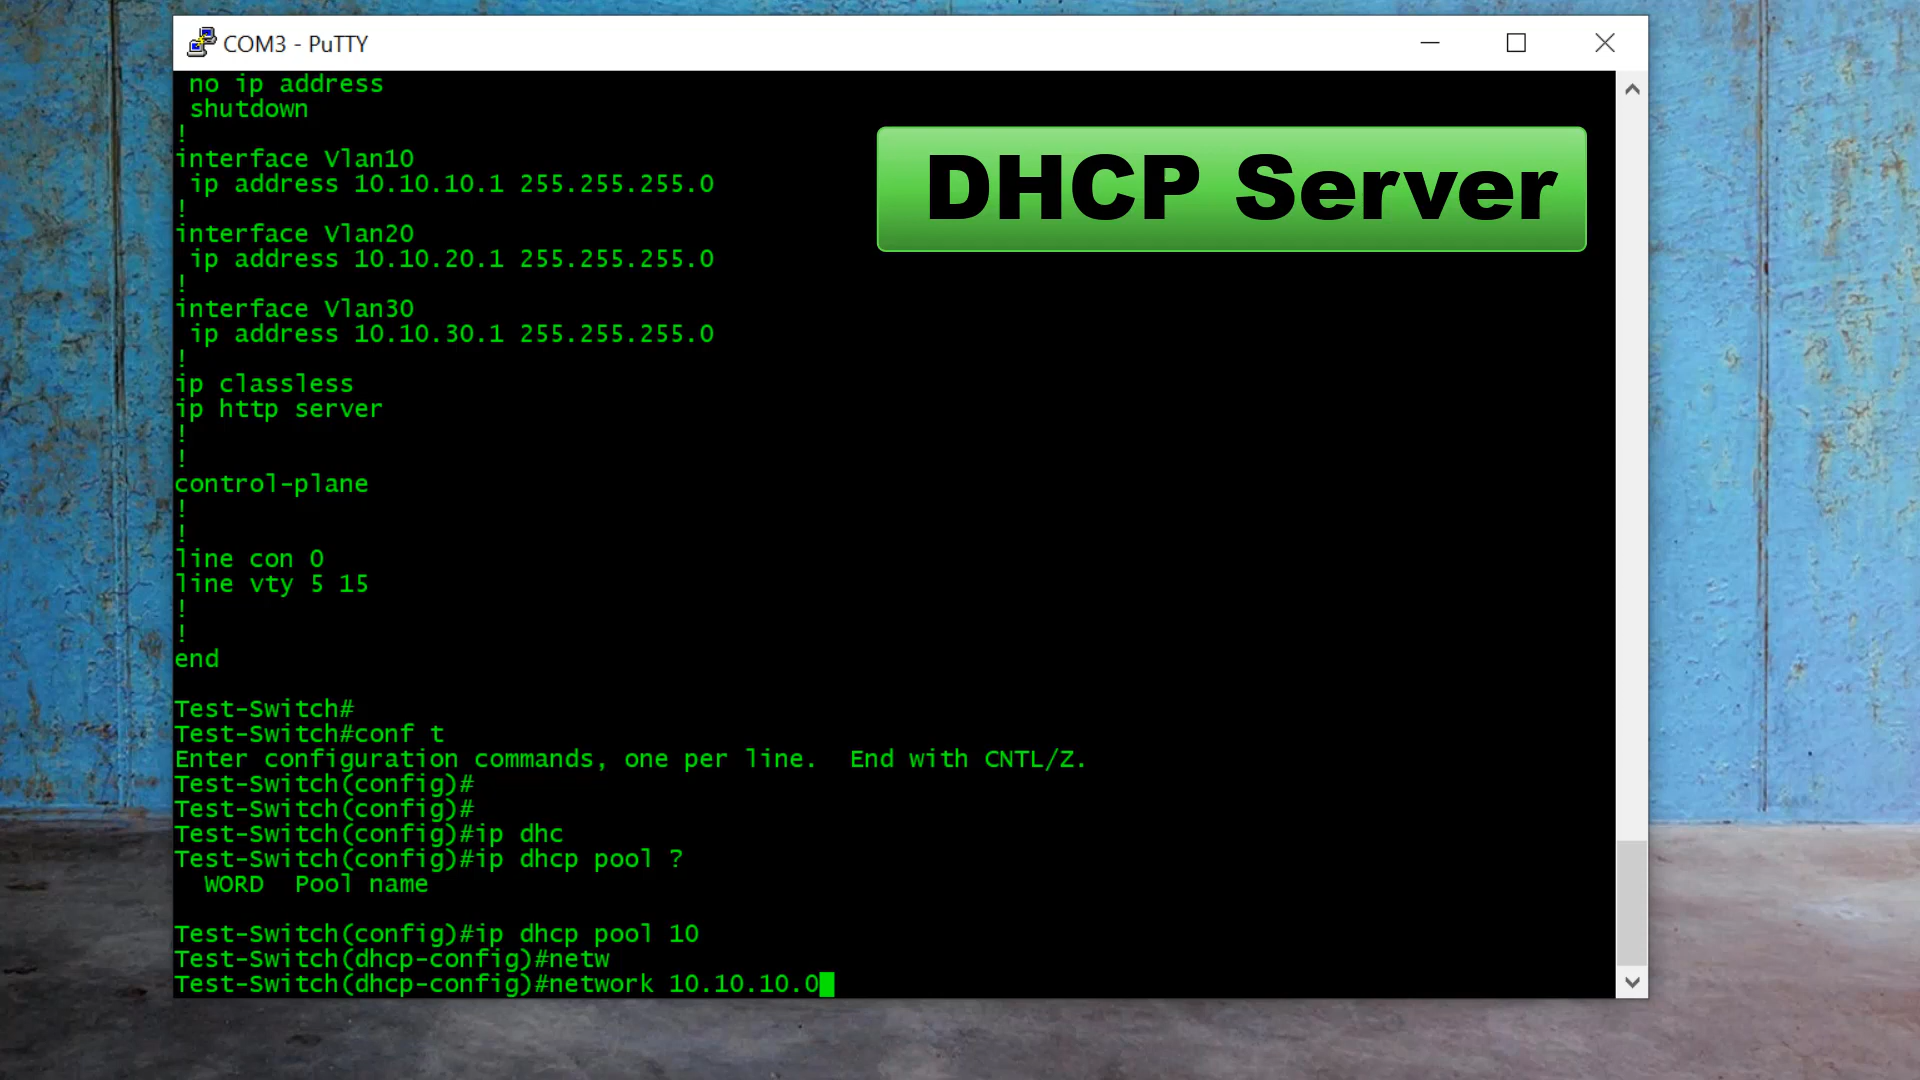 COM3 - PuTTY
no ip address
shutdown
!
interface Vlan10
ip address 10.10.10.1 255.255.255.0
!
interface Vlan20
ip address 10.10.20.1 255.255.255.0
!
interface Vlan30
ip address 10.10.30.1 255.255.255.0
!
ip classless
ip http server
!
!
control-plane
!
!
line con 0
line vty 5 15
!
!
end
Test-Switch#
Test-Switch#conf t
Enter configuration commands, one per line.  End with CNTL/Z.
Test-Switch(config)#
Test-Switch(config)#
Test-Switch(config)#ip dhc
Test-Switch(config)#ip dhcp pool ?
WORD  Pool name
Test-Switch(config)#ip dhcp pool 10
Test-Switch(dhcp-config)#netw
Test-Switch(dhcp-config)#network 10.10.10.0
DHCP Server